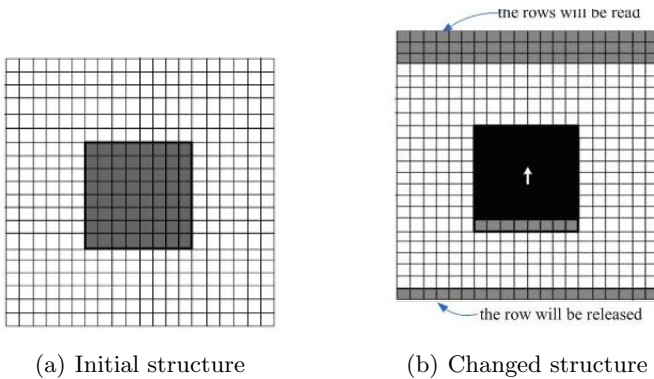 the rows will be read
the row will be released
(a) Initial structure
(b) Changed structure